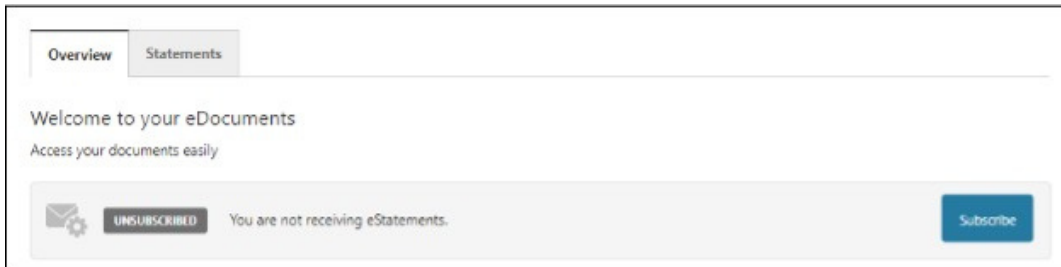 Overview Statements
Welcome to your eDocuments
Access your documents easily
UNSUBSCRIBED You are not receiving eStatements. Subscribe